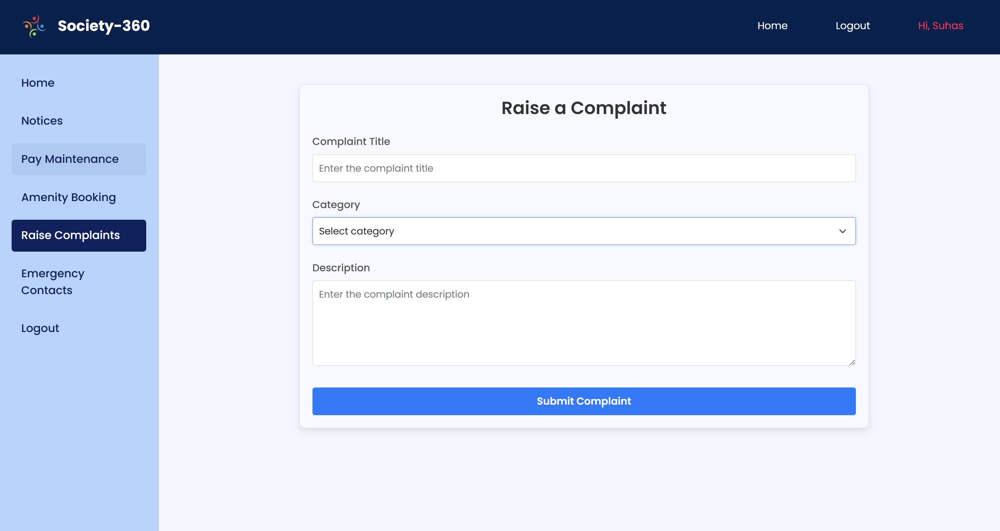 Society-360
Home
Logout
Hi, Suhas
Home
Notices
Pay Maintenance
Amenity Booking
Raise Complaints
Emergency
Contacts
Logout
Raise a Complaint
Complaint Title
Enter the complaint title
Category
Select category
Description
Enter the complaint description
Submit Complaint